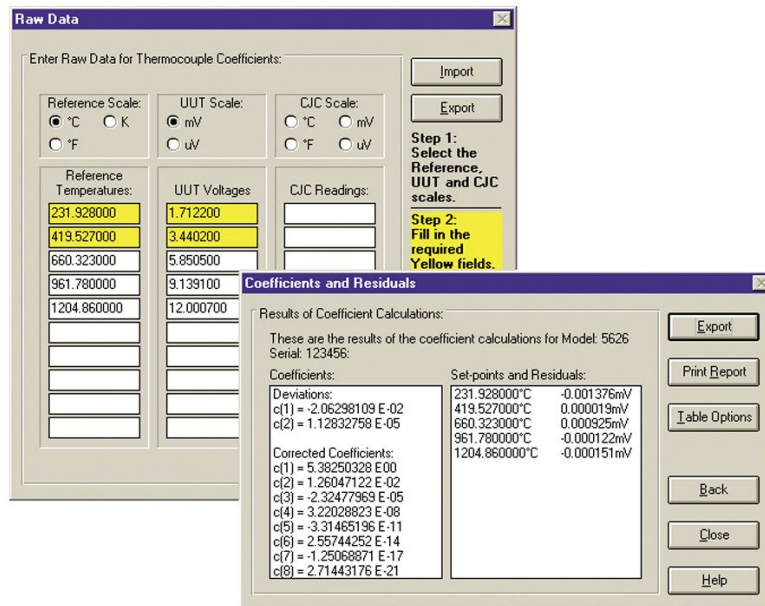 Raw Data
Enter Raw Data for Thermocouple Coefficients:
Reference Scale:
°C K
°F
UUT Scale:
mV
uV
CJC Scale:
°C mV
°F uV
Reference
Temperatures:
231.928000
419.527000
660.323000
961.780000
1204.860000
UUT Voltages
1.712200
3.440200
5.850500
9.139100
12.000700
CJC Readings:
Import
Export
Step 1:
Select the
Reference,
UUT and CJC
scales.
Step 2:
Fill in the
required
Yellow fields.
Coefficients and Residuals
Results of Coefficient Calculations:
These are the results of the coefficient calculations for Model: 5626
Serial: 123456:
Coefficients:
Deviations:
c(1) = -2.06298109 E-02
c(2) = 1.12832758 E-05
Corrected Coefficients:
c(1) = 5.38250328 E00
c(2) = 1.26047122 E-02
c(3) = -2.32477969 E-05
c(4) = 3.22028823 E-08
c(5) = -3.31465196 E-11
c(6) = 2.55744252 E-14
c(7) = -1.25068871 E-17
c(8) = 2.71443176 E-21
Set-points and Residuals:
231.928000°C -0.001376mV
419.527000°C 0.000019mV
660.323000°C 0.000925mV
961.780000°C -0.000122mV
1204.860000°C -0.000151mV
Export
Print Report
Table Options
Back
Close
Help